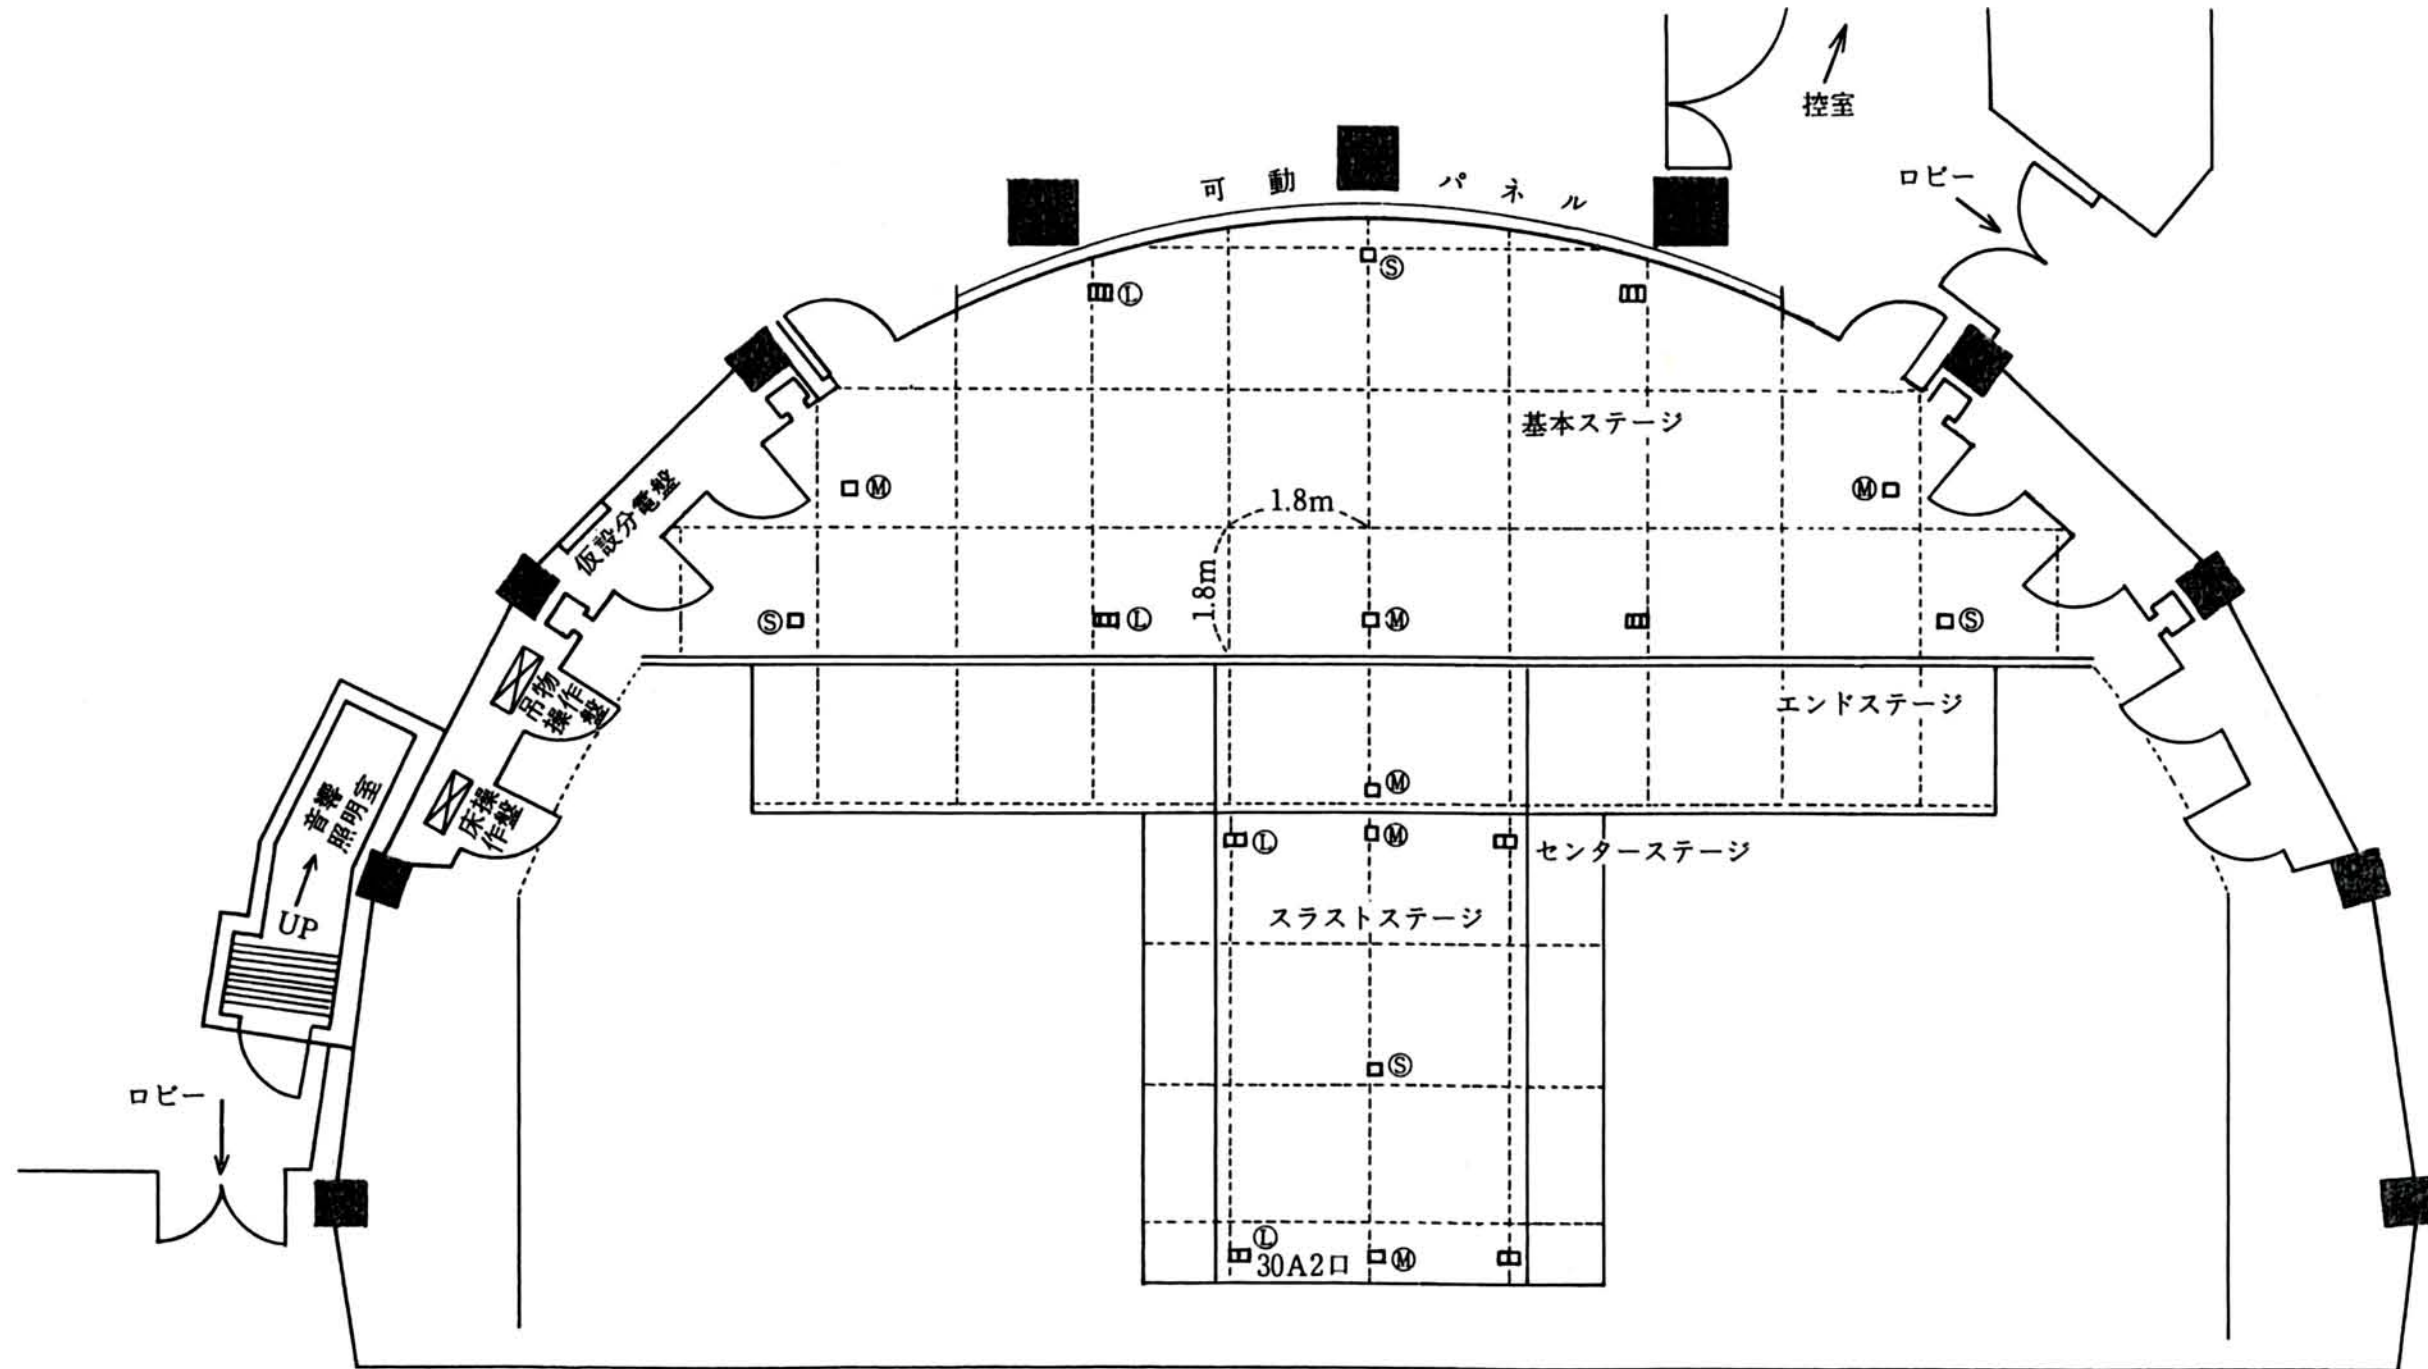 控室
ロビー
可動パネル
Ⓢ
Ⓛ
基本ステージ
Ⓜ
Ⓜ
1.8m
仮設分電盤
1.8m
Ⓢ
Ⓛ
Ⓜ
Ⓢ
吊物
操作盤
エンドステージ
Ⓜ
床操
作盤
音響
照明室
Ⓛ
Ⓜ
センターステージ
スラストステージ
UP
Ⓢ
ロビー
Ⓛ
30A2口
Ⓜ